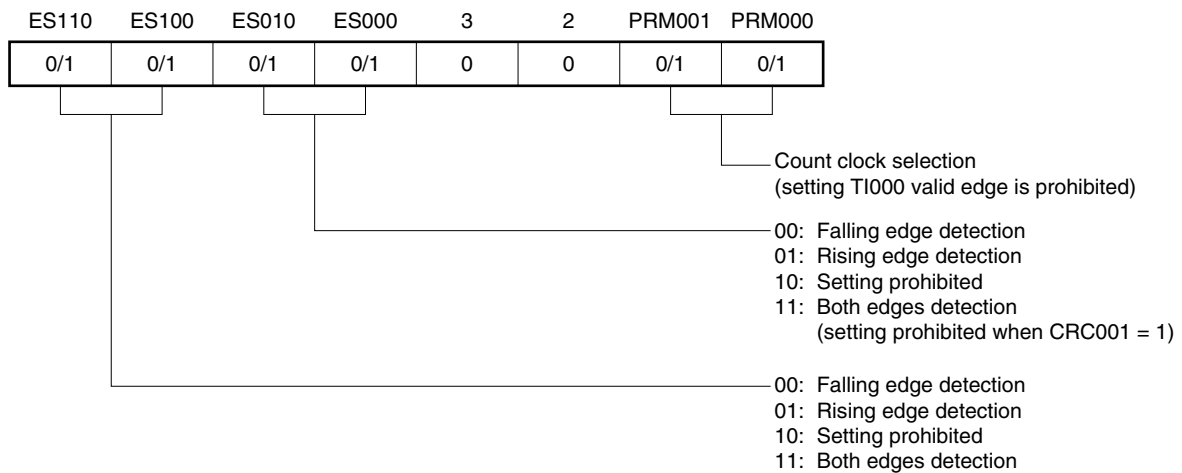 ES110 ES100 ES010 ES000 3 2 PRM001 PRM000
0/1 0/1 0/1 0/1 0 0 0/1 0/1
Count clock selection
(setting TI000 valid edge is prohibited)
00: Falling edge detection
01: Rising edge detection
10: Setting prohibited
11: Both edges detection
(setting prohibited when CRC001 = 1)
00: Falling edge detection
01: Rising edge detection
10: Setting prohibited
11: Both edges detection